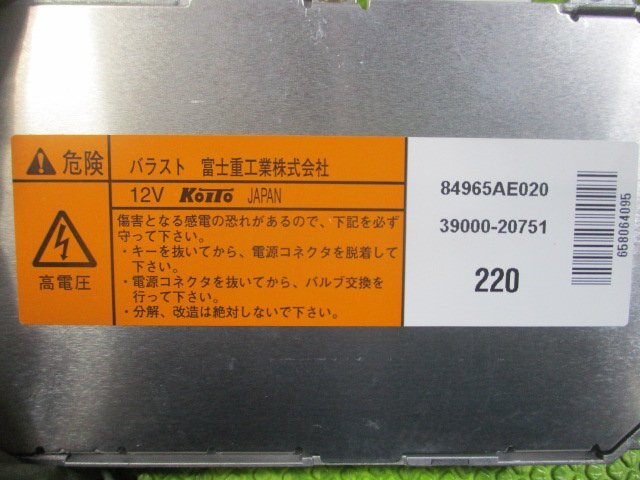 危険
バラスト 富士重工業株式会社
12V KOITO JAPAN
高電圧
傷害となる感電の恐れがあるので、下記を必ず
守って下さい。
・キーを抜いてから、電源コネクタを脱着して
下さい。
・電源コネクタを抜いてから、バルブ交換を
行って下さい。
・分解、改造は絶対しないで下さい。
84965AE020
39000-20751
220
658064095